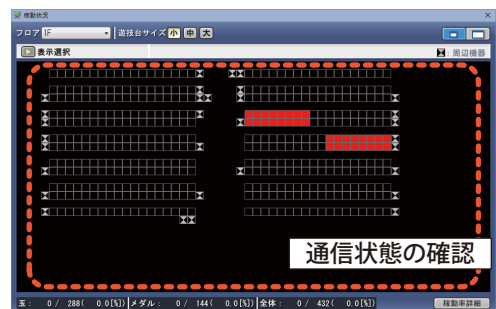 稼動状況
フロア 1F 遊技台サイズ 小 中 大
表示選択 : 周辺機器
通信状態の確認
玉: 0 / 288( 0.0[%]) メダル: 0 / 144( 0.0[%]) 全体: 0 / 432( 0.0[%]) 稼動率詳細